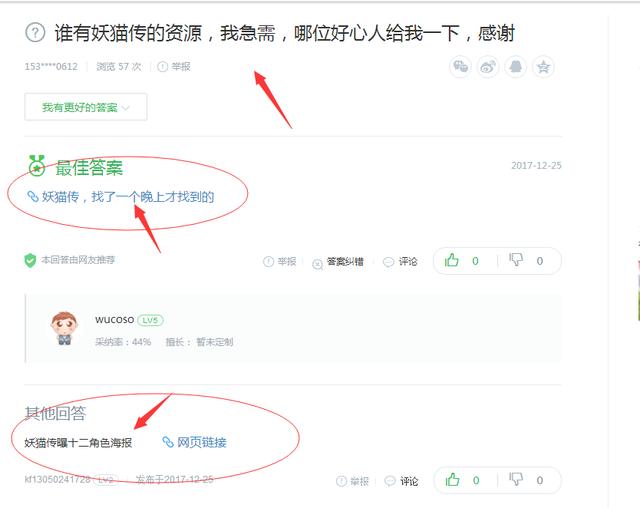 谁有妖猫传的资源，我急需，哪位好心人给我一下，感谢
153****0612 浏览 57 次 举报
我有更好的答案
最佳答案 2017-12-25
妖猫传，找了一个晚上才找到的
本回答由网友推荐 举报 答案纠错 评论 0 0
wucoso LV5
采纳率：44% 擅长： 暂未定制
其他回答
妖猫传曝十二角色海报 网页链接
kf13050241728 LV2 发布于2017-12-25 举报 评论 0 0